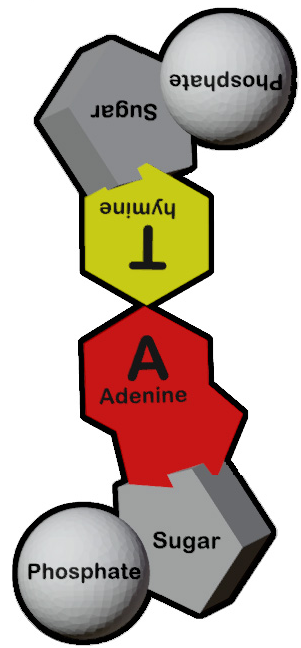 Phosphate
Sugar
hymine
T
A
Adenine
Sugar
Phosphate